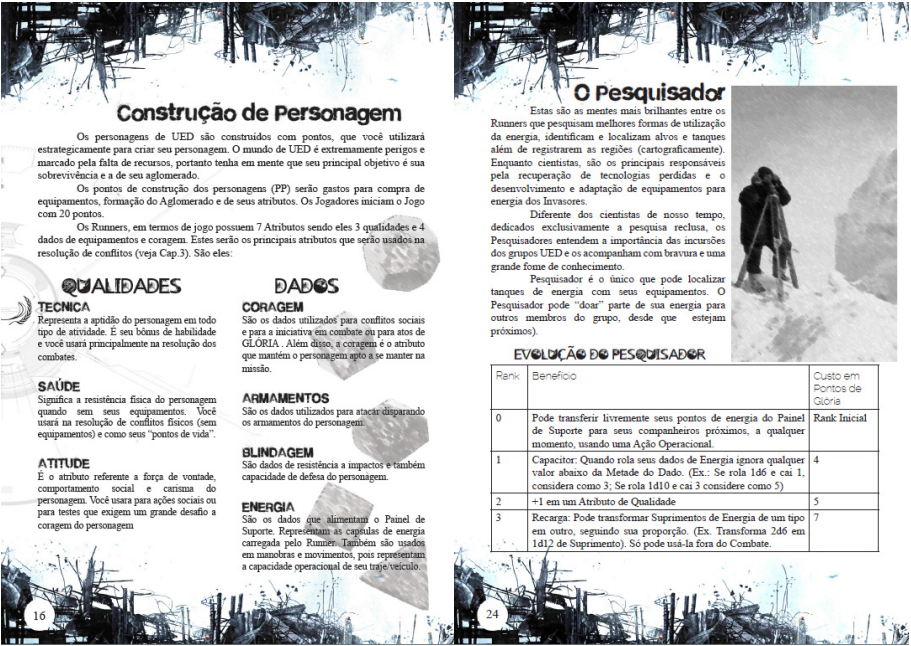 Construção de Personagem
Os personagens de UED são construídos com pontos, que você utilizará
estrategicamente para criar seu personagem. O mundo de UED é extremamente perigos e
marcado pela falta de recursos, portanto tenha em mente que seu principal objetivo é sua
sobrevivência e a de seu aglomerado.
Os pontos de construção dos personagens (PP) serão gastos para compra de
equipamentos, formação do Aglomerado e de seus atributos. Os Jogadores iniciam o Jogo
com 20 pontos.
Os Runners, em termos de jogo possuem 7 Atributos sendo eles 3 qualidades e 4
dados de equipamentos e coragem. Estes serão os principais atributos que serão usados na
resolução de conflitos (veja Cap.3). São eles:
QUALIDADES
TECNICA
Representa a aptidão do personagem em todo
tipo de atividade. É seu bônus de habilidade
e você usará principalmente na resolução dos
combates.
SAÚDE
Significa a resistência física do personagem
quando sem seus equipamentos. Você
usará na resolução de conflitos físicos (sem
equipamentos) e como seus “pontos de vida”.
ATITUDE
É o atributo referente a força de vontade,
comportamento social e carisma do
personagem. Você usara para ações sociais ou
para testes que exigem um grande desafio a
coragem do personagem
DADOS
CORAGEM
São os dados utilizados para conflitos sociais
e para a iniciativa em combate ou para atos de
GLÓRIA . Além disso, a coragem é o atributo
que mantém o personagem apto a se manter na
missão.
ARMAMENTOS
São os dados utilizados para atacar disparando
os armamentos do personagem.
BLINDAGEM
São dados de resistência a impactos e também
capacidade de defesa do personagem.
ENERGIA
São os dados que alimentam o Painel de
Suporte. Representam as capsulas de energia
carregada pelo Runner. Também são usados
em manobras e movimentos, pois representam
a capacidade operacional de seu traje/veículo.
16
O Pesquisador
Estas são as mentes mais brilhantes entre os
Runners que pesquisam melhores formas de utilização
da energia, identificam e localizam alvos e tanques
além de registrarem as regiões (cartograficamente).
Enquanto cientistas, são os principais responsáveis
pela recuperação de tecnologias perdidas e o
desenvolvimento e adaptação de equipamentos para
energia dos Invasores.
Diferente dos cientistas de nosso tempo,
dedicados exclusivamente a pesquisa reclusa, os
Pesquisadores entendem a importância das incursões
dos grupos UED e os acompanham com bravura e uma
grande fome de conhecimento.
Pesquisador é o único que pode localizar
tanques de energia com seus equipamentos. O
Pesquisador pode “doar” parte de sua energia para
outros membros do grupo, desde que estejam
próximos).
EVOLUÇÃO DO PESQUISADOR
Rank Benefício Custo em
Pontos de
Glória
0 Pode transferir livremente seus pontos de energia do Painel Rank Inicial
de Suporte para seus companheiros próximos, a qualquer
momento, usando uma Ação Operacional.
1 Capacitor: Quando rola seus dados de Energia ignora qualquer 4
valor abaixo da Metade do Dado. (Ex.: Se rola 1d6 e cai 1,
considera como 3; Se rola 1d10 e cai 3 considere como 5)
2 +1 em um Atributo de Qualidade 5
3 Recarga: Pode transformar Suprimentos de Energia de um tipo 7
em outro, seguindo sua proporção. (Ex. Transforma 2d6 em
1d12 de Suprimento). Só pode usá-la fora do Combate.
24